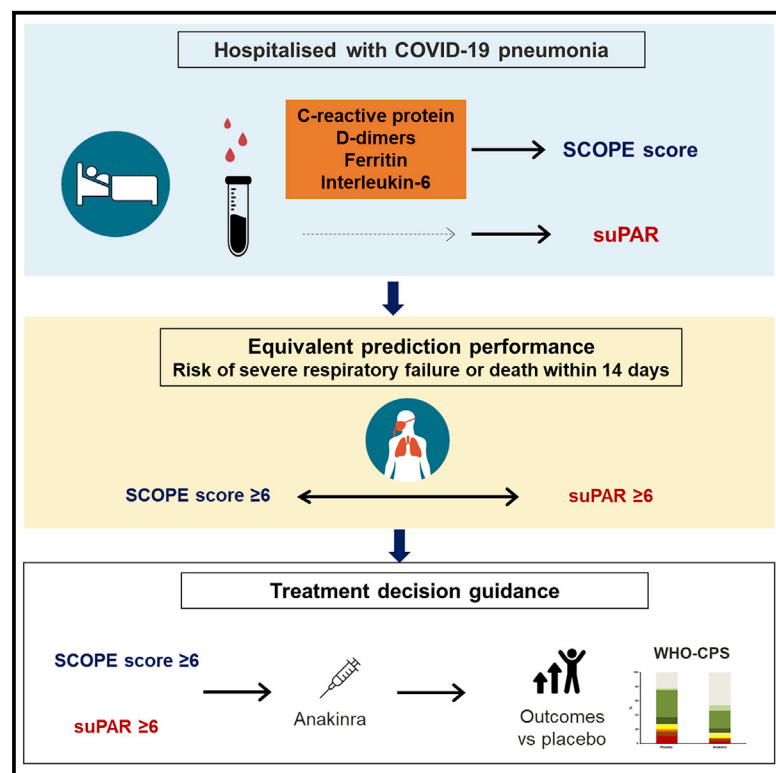 Hospitalised with COVID-19 pneumonia
C-reactive protein
D-dimers
Ferritin
Interleukin-6
SCOPE score
suPAR
Equivalent prediction performance
Risk of severe respiratory failure or death within 14 days
SCOPE score ≥6
suPAR ≥6
Treatment decision guidance
SCOPE score ≥6
suPAR ≥6
Anakinra
Outcomes
vs placebo
WHO-CPS
%
Placebo
Anakinra